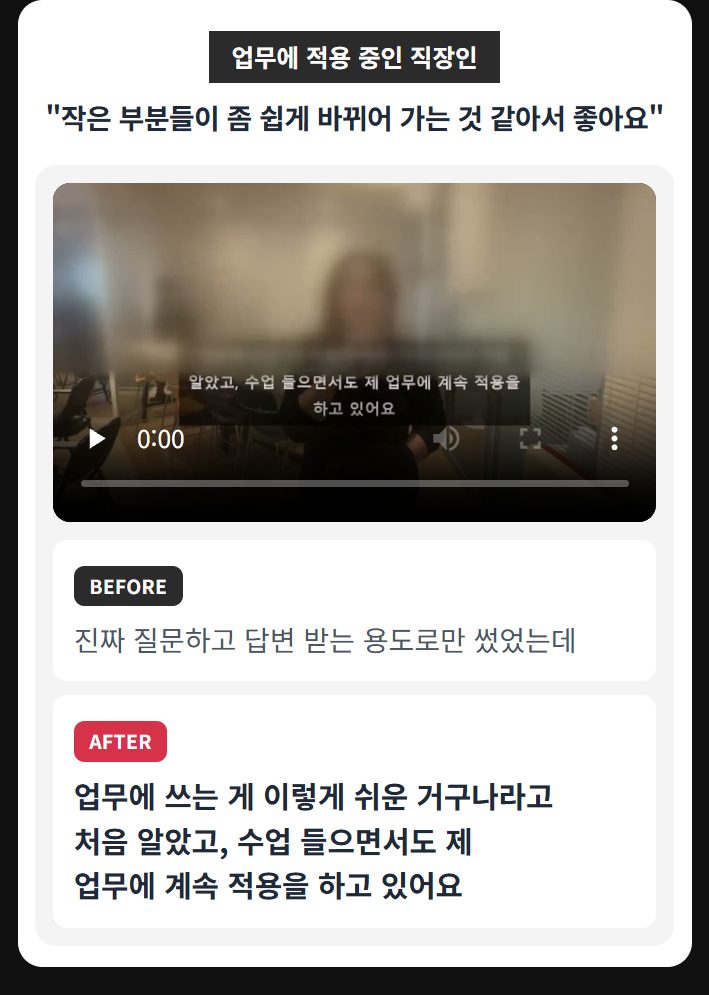 업무에 적용 중인 직장인
"작은 부분들이 좀 쉽게 바뀌어 가는 것 같아서 좋아요"
알았고, 수업 들으면서도 제 업무에 계속 적용을
하고 있어요
0:00
BEFORE
진짜 질문하고 답변 받는 용도로만 썼었는데
AFTER
업무에 쓰는 게 이렇게 쉬운 거구나라고
처음 알았고, 수업 들으면서도 제
업무에 계속 적용을 하고 있어요